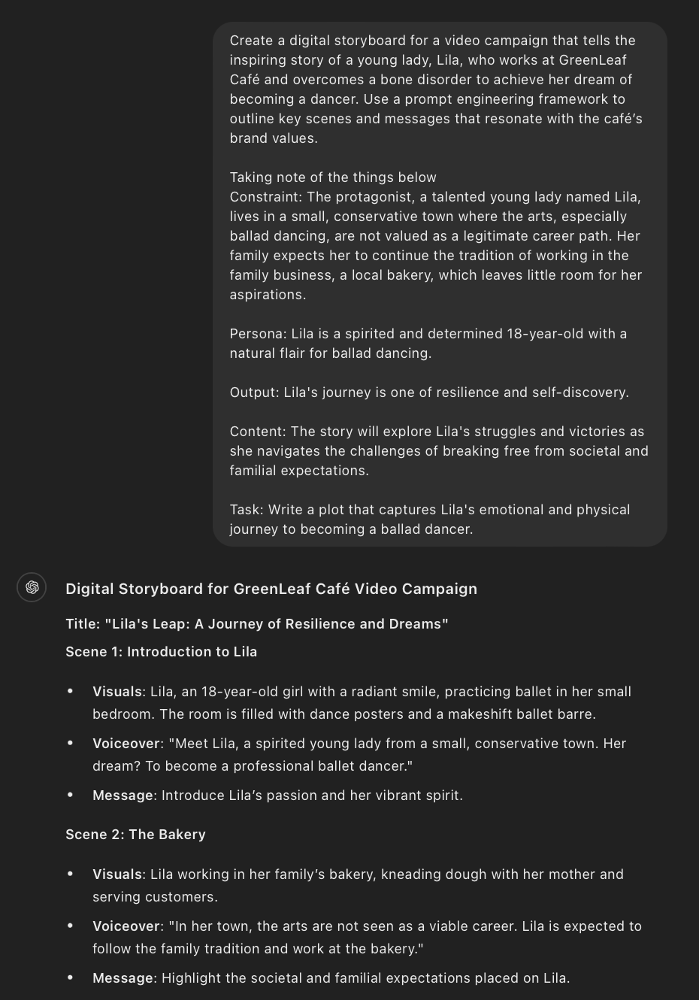 Create a digital storyboard for a video campaign that tells the
inspiring story of a young lady, Lila, who works at GreenLeaf
Café and overcomes a bone disorder to achieve her dream of
becoming a dancer. Use a prompt engineering framework to
outline key scenes and messages that resonate with the café’s
brand values.
Taking note of the things below
Constraint: The protagonist, a talented young lady named Lila,
lives in a small, conservative town where the arts, especially
ballad dancing, are not valued as a legitimate career path. Her
family expects her to continue the tradition of working in the
family business, a local bakery, which leaves little room for her
aspirations.
Persona: Lila is a spirited and determined 18-year-old with a
natural flair for ballad dancing.
Output: Lila's journey is one of resilience and self-discovery.
Content: The story will explore Lila's struggles and victories as
she navigates the challenges of breaking free from societal and
familial expectations.
Task: Write a plot that captures Lila's emotional and physical
journey to becoming a ballad dancer.
Digital Storyboard for GreenLeaf Café Video Campaign
Title: "Lila's Leap: A Journey of Resilience and Dreams"
Scene 1: Introduction to Lila
• Visuals: Lila, an 18-year-old girl with a radiant smile, practicing ballet in her small
bedroom. The room is filled with dance posters and a makeshift ballet barre.
• Voiceover: "Meet Lila, a spirited young lady from a small, conservative town. Her
dream? To become a professional ballet dancer."
• Message: Introduce Lila’s passion and her vibrant spirit.
Scene 2: The Bakery
• Visuals: Lila working in her family’s bakery, kneading dough with her mother and
serving customers.
• Voiceover: "In her town, the arts are not seen as a viable career. Lila is expected to
follow the family tradition and work at the bakery."
• Message: Highlight the societal and familial expectations placed on Lila.